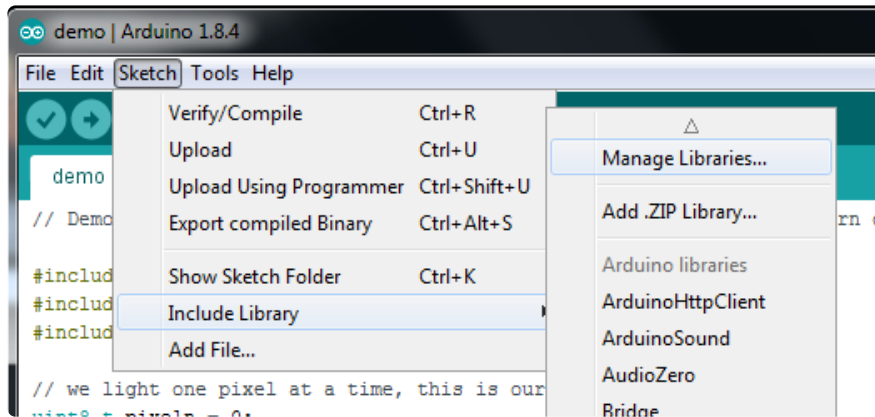 demo | Arduino 1.8.4
File Edit Sketch Tools Help
Verify/Compile Ctrl+R
Upload Ctrl+U
Upload Using Programmer Ctrl+Shift+U
Export compiled Binary Ctrl+Alt+S
Show Sketch Folder Ctrl+K
Include Library
Add File...
Manage Libraries...
Add .ZIP Library...
Arduino libraries
ArduinoHttpClient
ArduinoSound
AudioZero
Bridge
demo
// Demo
#includ
#includ
#includ
// we light one pixel at a time, this is our
uint8_t pixeln = 0;